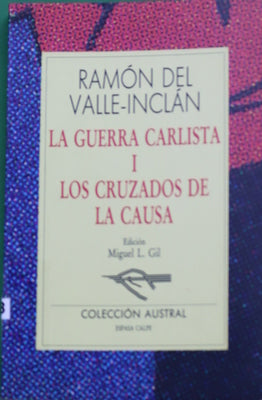 RAMÓN DEL
VALLE-INCLÁN
LA GUERRA CARLISTA
I
LOS CRUZADOS DE
LA CAUSA
Edición
Miguel L. Gil
COLECCIÓN AUSTRAL
ESPASA CALPE